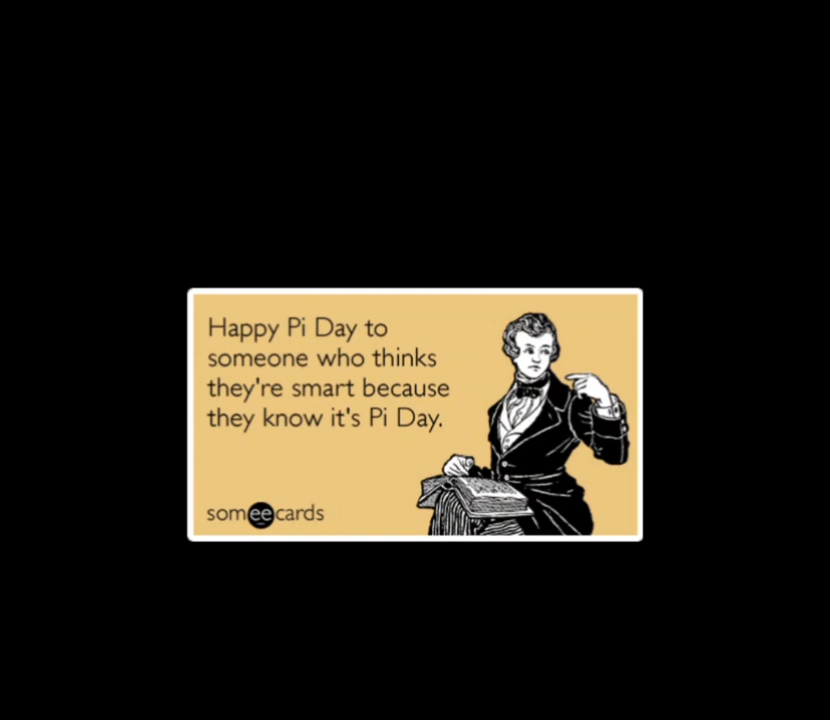 Happy Pi Day to
someone who thinks
they're smart because
they know it's Pi Day.
someecards